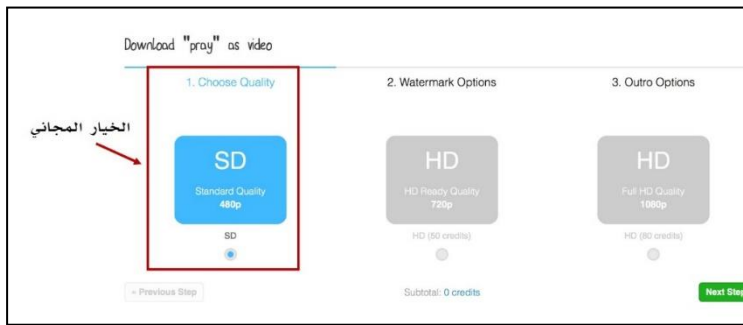 Download "pray" as video
1. Choose Quality
2. Watermark Options
3. Outro Options
الخيار المجاني
SD
Standard Quality
480p
SD
HD
HD Ready Quality
720p
HD (60 credits)
HD
Full HD Quality
1080p
HD (80 credits)
« Previous Step
Subtotal: 0 credits
Next Step